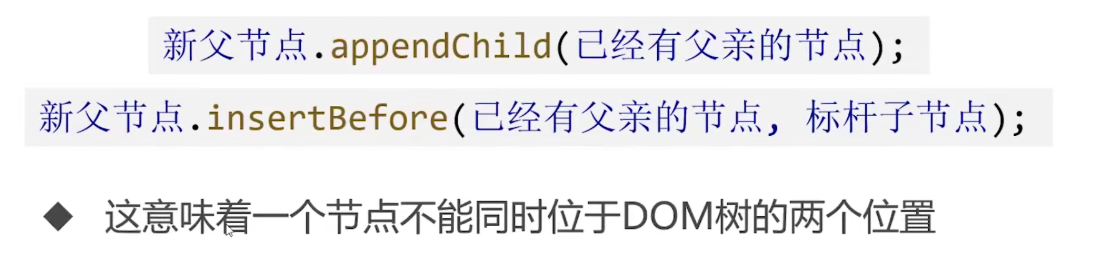 新父节点.appendChild(已经有父亲的节点);
新父节点.insertBefore(已经有父亲的节点, 标杆子节点);
◆ 这意味着一个节点不能同时位于DOM树的两个位置